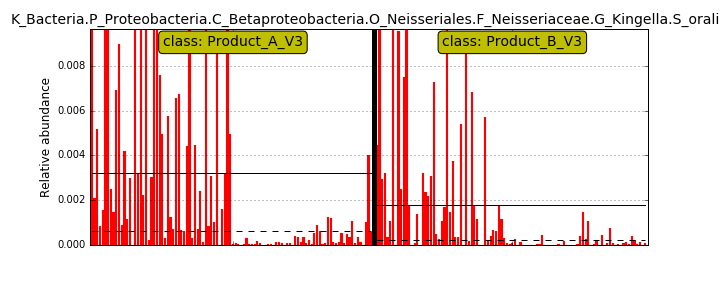 K_Bacteria.P_Proteobacteria.C_Betaproteobacteria.O_Neisseriales.F_Neisseriaceae.G_Kingella.S_orali
class: Product_A_V3
class: Product_B_V3
Relative abundance
0.008
0.006
0.004
0.002
0.000